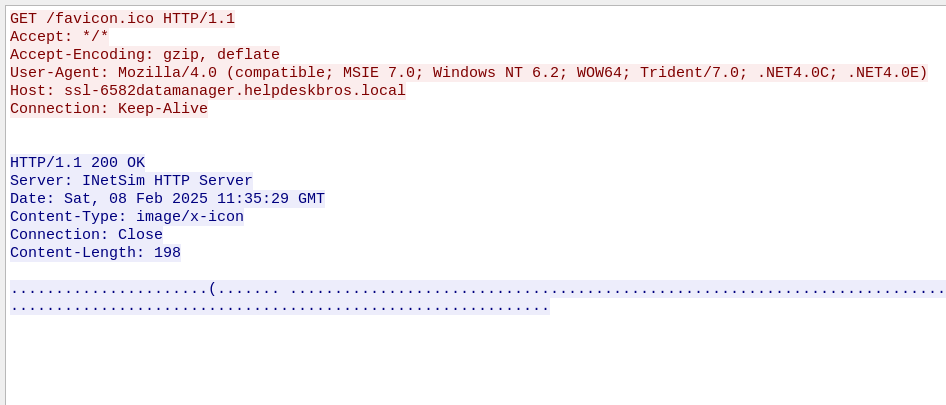 GET /favicon.ico HTTP/1.1
Accept: */*
Accept-Encoding: gzip, deflate
User-Agent: Mozilla/4.0 (compatible; MSIE 7.0; Windows NT 6.2; WOW64; Trident/7.0; .NET4.0C; .NET4.0E)
Host: ssl-6582datamanager.helpdeskbros.local
Connection: Keep-Alive
HTTP/1.1 200 OK
Server: INetSim HTTP Server
Date: Sat, 08 Feb 2025 11:35:29 GMT
Content-Type: image/x-icon
Connection: Close
Content-Length: 198
......................(....... .........................................................................
............................................................